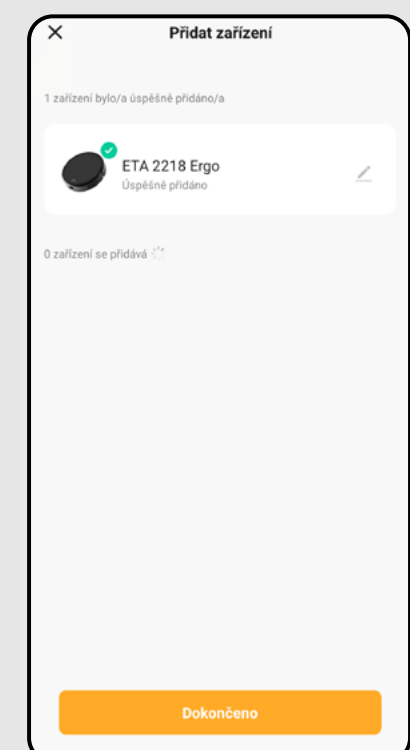 Přidat zařízení
1 zařízení bylo/a úspěšně přidáno/a
ETA 2218 Ergo
Úspěšně přidáno
0 zařízení se přidává
Dokončeno